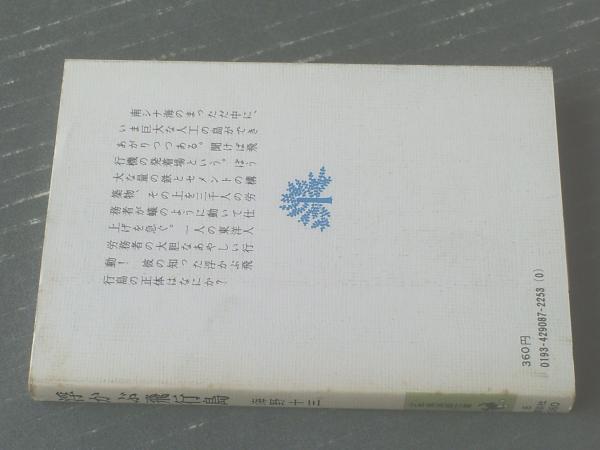 南シナ海のまっただ中に、
いま巨大な人工の島ができ
あがりつつある。聞けば飛
行機の発着場という。ぼう
大な量の鉄とセメントの構
築物、その上を三千人の労
務者が蟻のように動いて仕
上げを急ぐ。一人の東洋人
労務者の大胆なあやしい行
動！彼の知った浮かぶ飛
行島の正体はなにか？
360円
0193-429087-2253 (0)
浮かぶ飛行島
海野十三